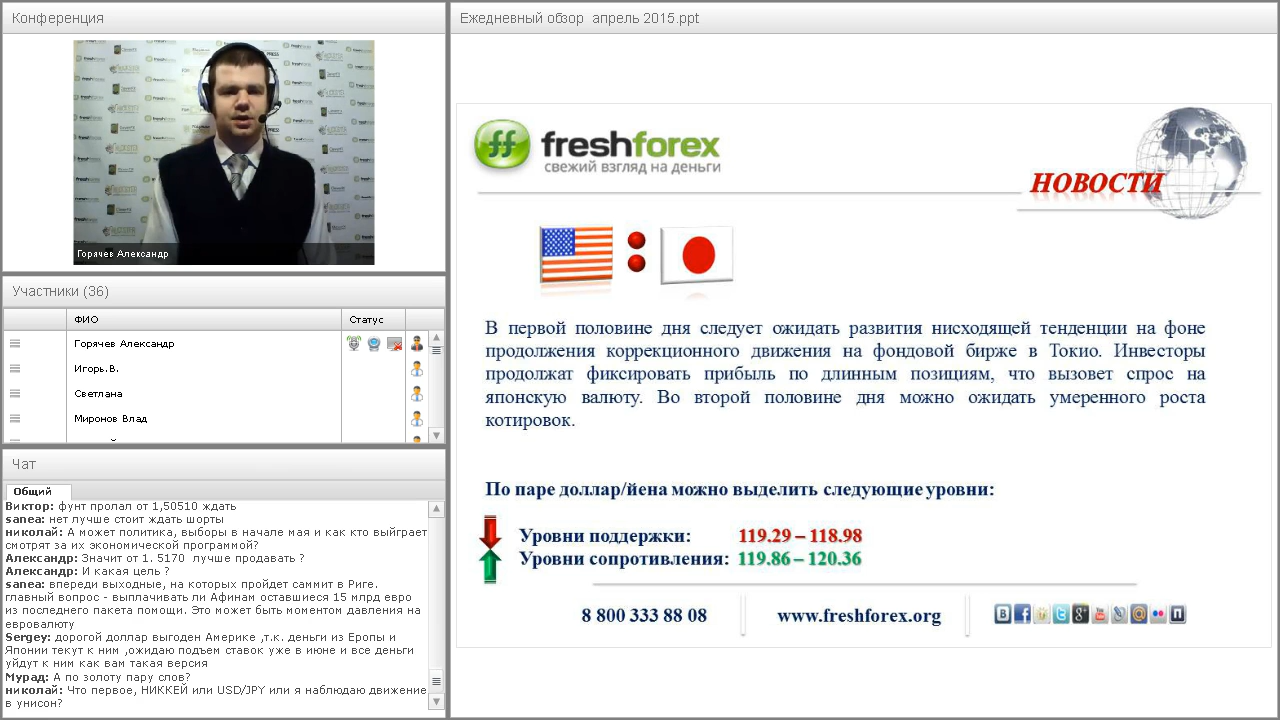 Конференция
Горячев Александр
Участники (36)
ФИО
Статус
Горячев Александр
Игорь.В.
Светлана
Миронов Влад
Чат
Общий
Виктор: фунт пропал от 1,50510 ждать
sanea: нет лучше стоит ждать шорты
николай: А может политика, выборы в начале мая и как кто выйграет
смотрят за их экономической программой?
Александр: Значит от 1, 5170 лучше продавать ?
Александр: И какова цель ?
sanea: впереди выходные, на которых пройдет саммит в Риге.
главный вопрос - выплачивать ли Афинам оставшиеся 15 млрд евро
из последнего пакета помощи. Это может быть моментом давления на
евровалюту
Sergey: дорогой доллар выгоден Америке ,т.к. деньги из Еропы и
Японии текут к ним ,ожидаю подъем ставок уже в июне и все деньги
уйдут к ним как вам такая версия
Мурад: А по золоту пару слов?
николай: Что первое, НИККЕЙ или USD/JPY или я наблюдаю движение
в унисон?
Ежедневный обзор апрель 2015.ppt
ff freshforex
свежий взгляд на деньги
НОВОСТИ
В первой половине дня следует ожидать развития нисходящей тенденции на фоне
продолжения коррекционного движения на фондовой бирже в Токио. Инвесторы
продолжат фиксировать прибыль по длинным позициям, что вызовет спрос на
японскую валюту. Во второй половине дня можно ожидать умеренного роста
котировок.
По паре доллар/йена можно выделить следующие уровни:
Уровни поддержки: 119.29 – 118.98
Уровни сопротивления: 119.86 – 120.36
8 800 333 88 08
www.freshforex.org